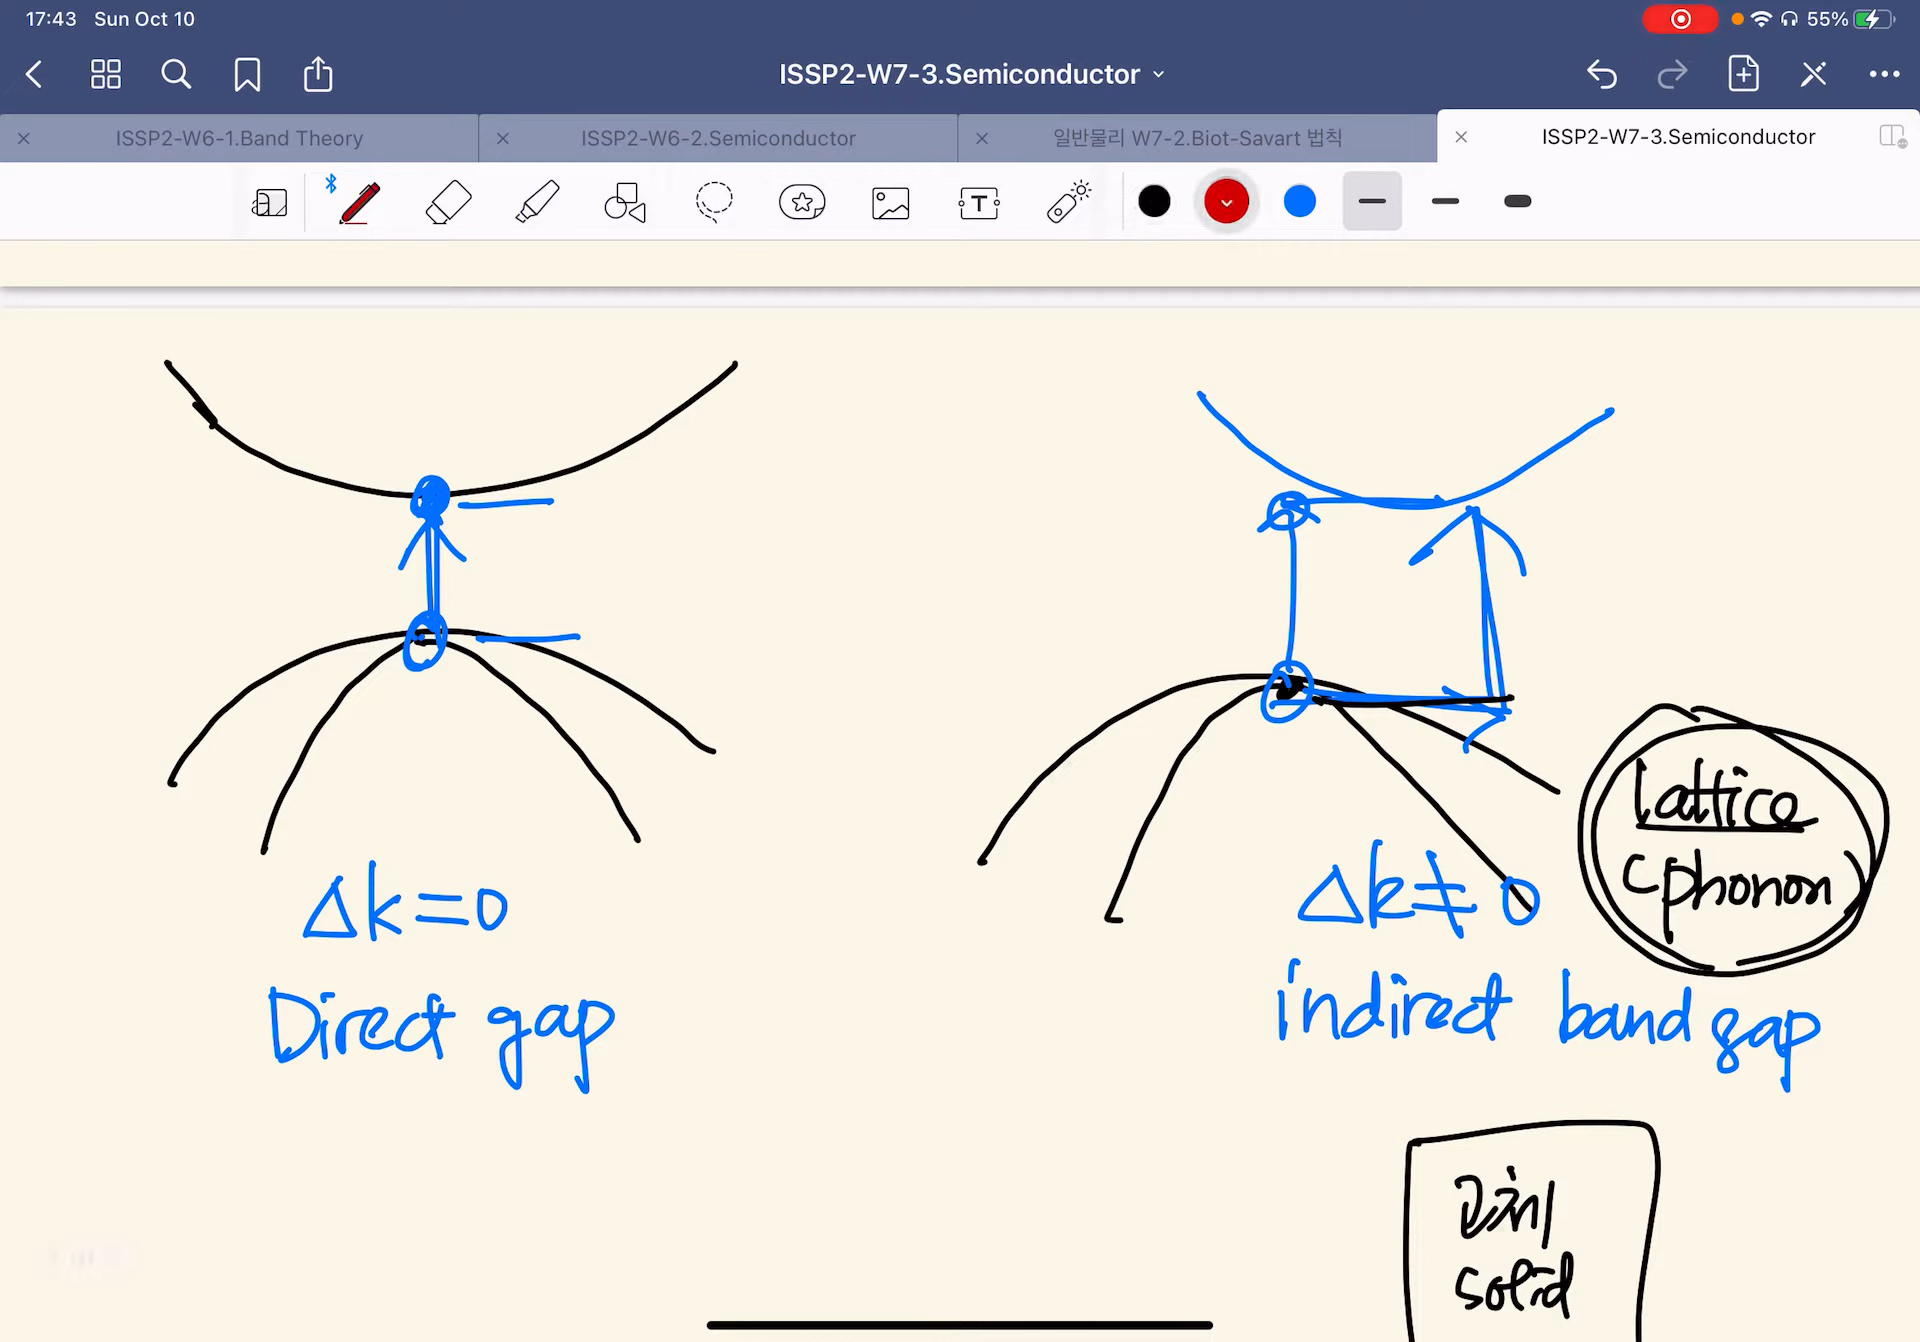 17:43 Sun Oct 10
55%
ISSP2-W7-3.Semiconductor
ISSP2-W6-1.Band Theory
ISSP2-W6-2.Semiconductor
일반물리 W7-2.Biot-Savart 법칙
ISSP2-W7-3.Semiconductor
T
Δk=0
Direct gap
Δk≠0
indirect band gap
lattice
(phonon)
고체
solid